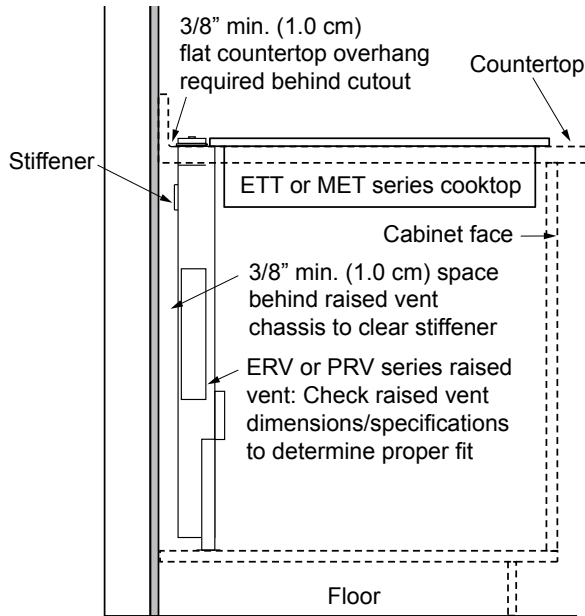 3/8” min. (1.0 cm)
flat countertop overhang
required behind cutout
Countertop
Stiffener
ETT or MET series cooktop
Cabinet face
3/8” min. (1.0 cm) space
behind raised vent
chassis to clear stiffener
ERV or PRV series raised
vent: Check raised vent
dimensions/specifications
to determine proper fit
Floor